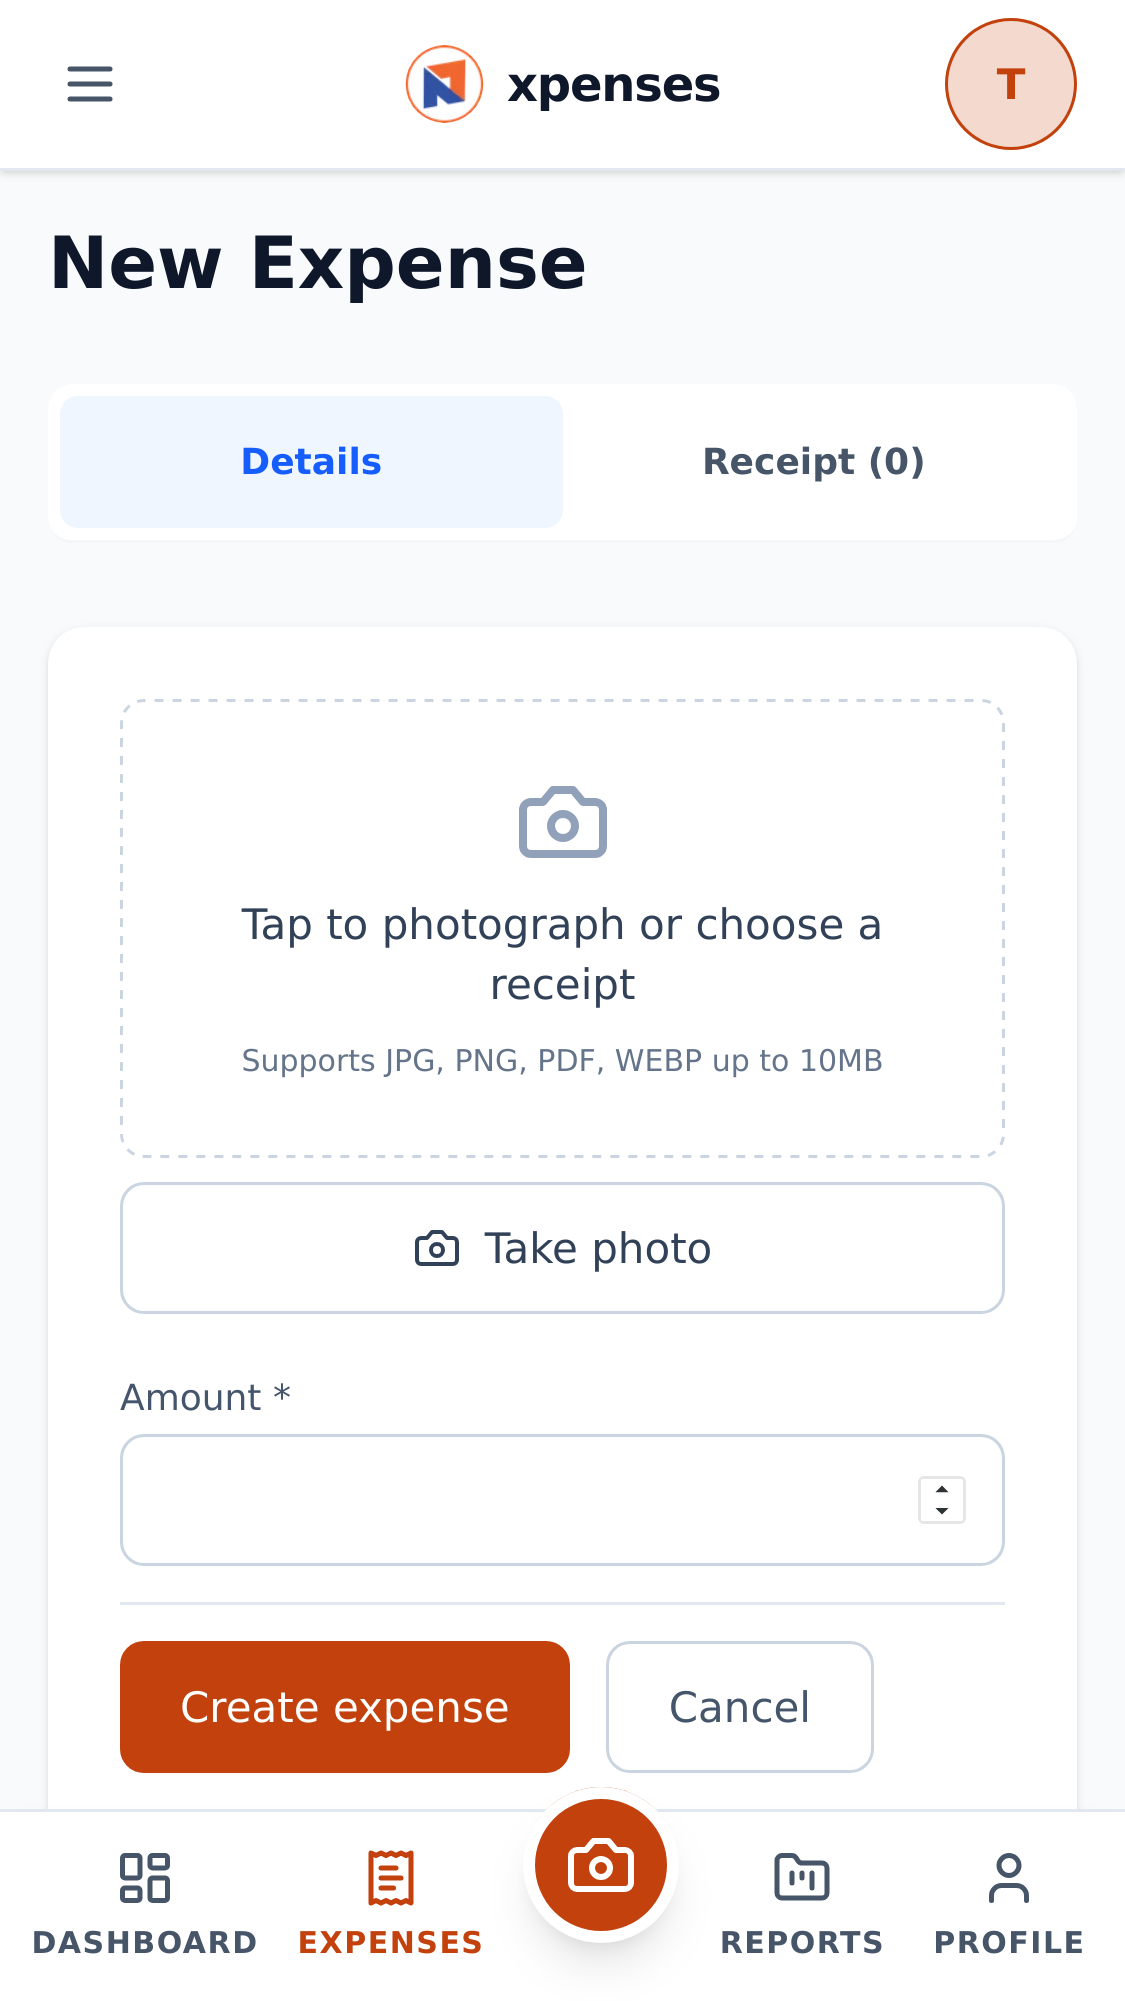 xpenses
T
New Expense
Details
Receipt (0)
Tap to photograph or choose a
receipt
Supports JPG, PNG, PDF, WEBP up to 10MB
Take photo
Amount *
Create expense
Cancel
DASHBOARD
EXPENSES
REPORTS
PROFILE